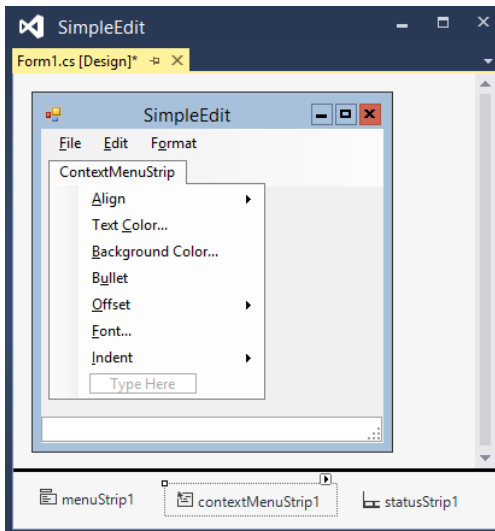 SimpleEdit
Form1.cs [Design]*
SimpleEdit
File Edit Format
ContextMenuStrip
Align
Text Color...
Background Color...
Bullet
Offset
Font...
Indent
Type Here
menuStrip1 contextMenuStrip1 statusStrip1